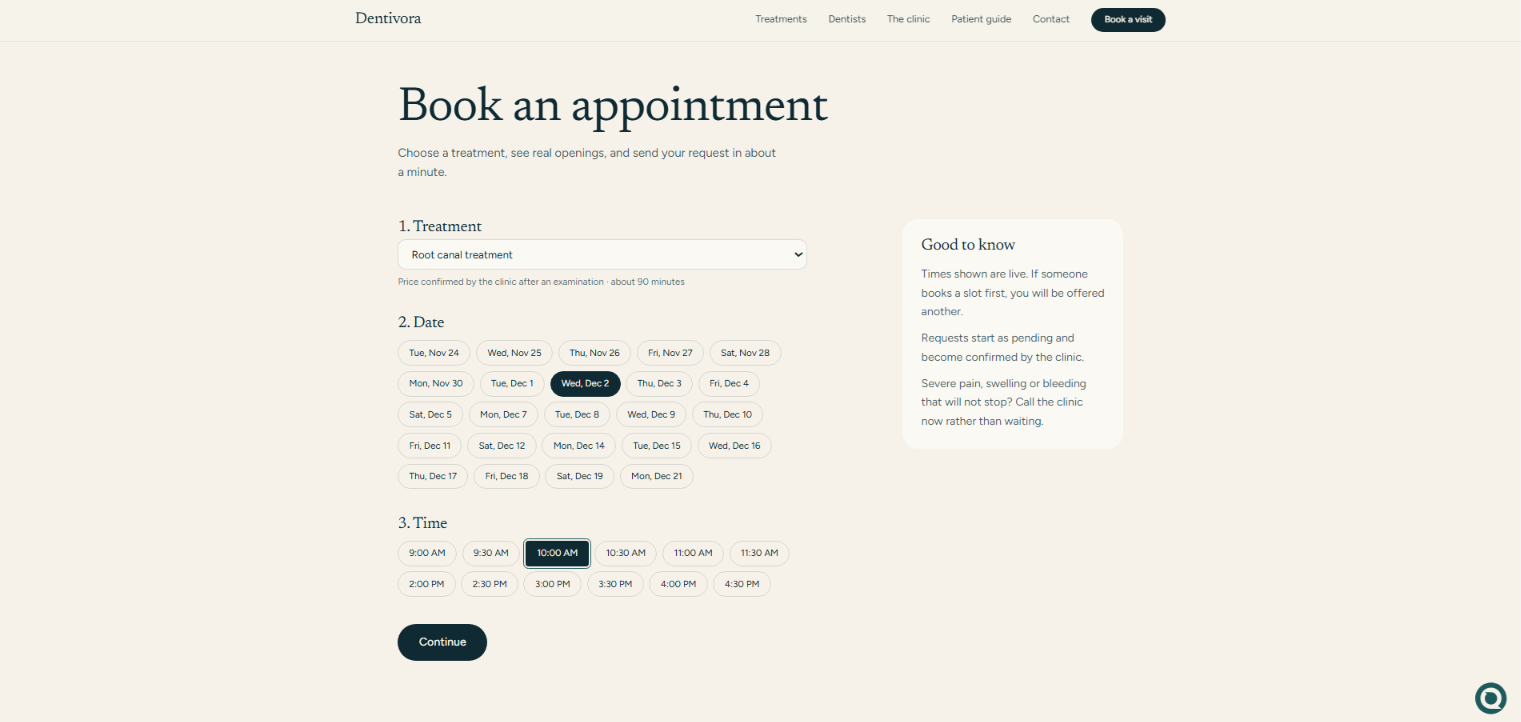 Dentivora
Treatments Dentists The clinic Patient guide Contact Book a visit
Book an appointment
Choose a treatment, see real openings, and send your request in about
a minute.
1. Treatment
Root canal treatment
Price confirmed by the clinic after an examination · about 90 minutes
2. Date
Tue, Nov 24 Wed, Nov 25 Thu, Nov 26 Fri, Nov 27 Sat, Nov 28
Mon, Nov 30 Tue, Dec 1 Wed, Dec 2 Thu, Dec 3 Fri, Dec 4
Sat, Dec 5 Mon, Dec 7 Tue, Dec 8 Wed, Dec 9 Thu, Dec 10
Fri, Dec 11 Sat, Dec 12 Mon, Dec 14 Tue, Dec 15 Wed, Dec 16
Thu, Dec 17 Fri, Dec 18 Sat, Dec 19 Mon, Dec 21
3. Time
9:00 AM 9:30 AM 10:00 AM 10:30 AM 11:00 AM 11:30 AM
2:00 PM 2:30 PM 3:00 PM 3:30 PM 4:00 PM 4:30 PM
Continue
Good to know
Times shown are live. If someone
books a slot first, you will be offered
another.
Requests start as pending and
become confirmed by the clinic.
Severe pain, swelling or bleeding
that will not stop? Call the clinic
now rather than waiting.